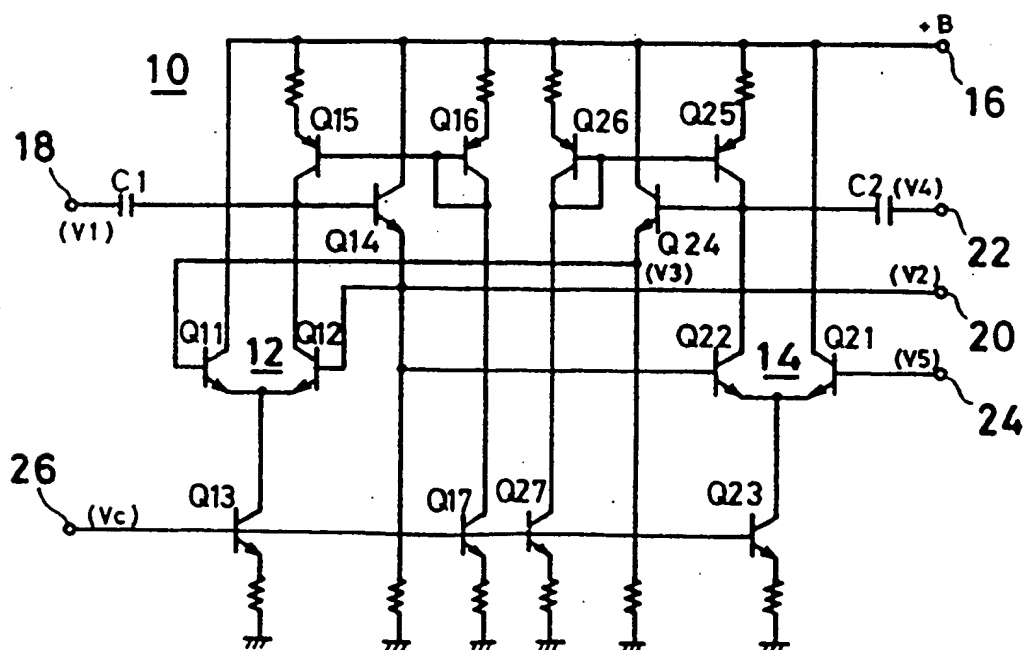 +B
10
16
Q15
Q16
Q26
Q25
18
C1
C2
(V4)
(V1)
Q14
Q24
22
(V3)
(V2)
Q11
12
Q12
Q22
14
Q21
20
(V5)
24
26
(Vc)
Q13
Q17
Q27
Q23